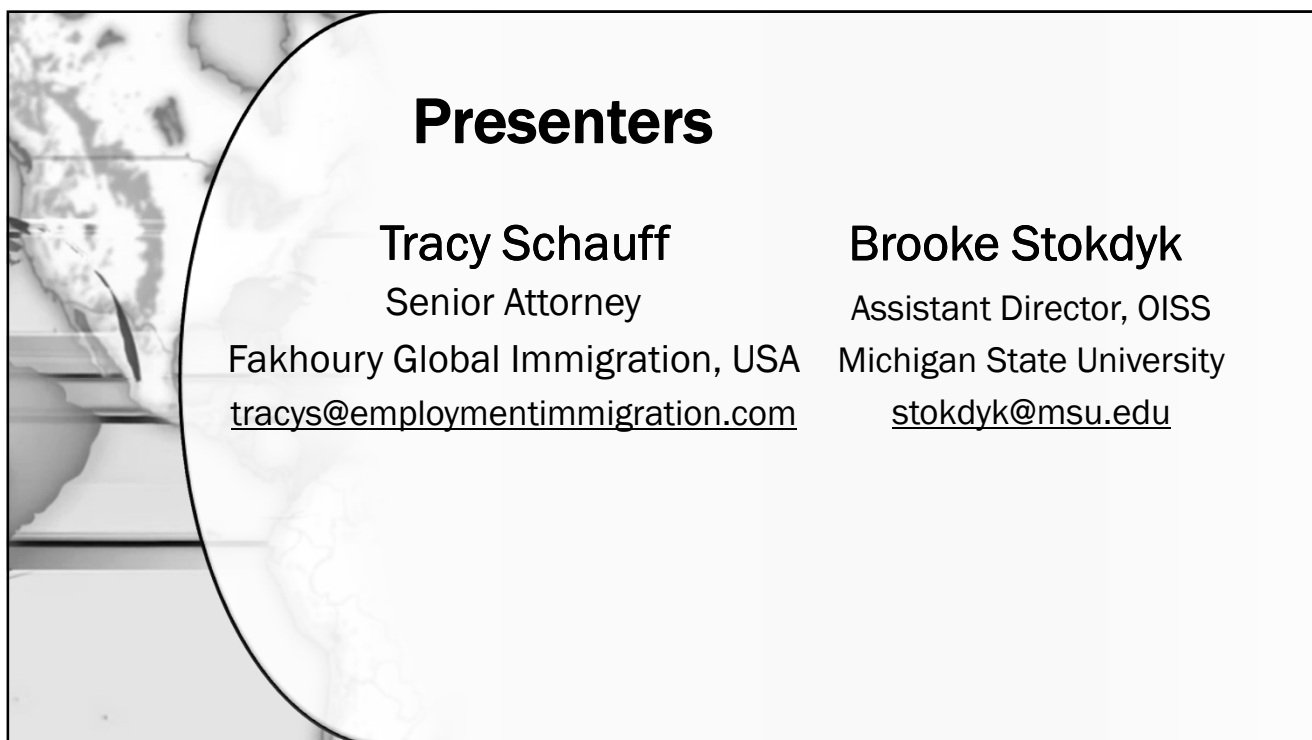 Presenters
Tracy Schauff
Senior Attorney
Fakhoury Global Immigration, USA
tracys@employmentimmigration.com
Brooke Stokdyk
Assistant Director, OISS
Michigan State University
stokdyk@msu.edu